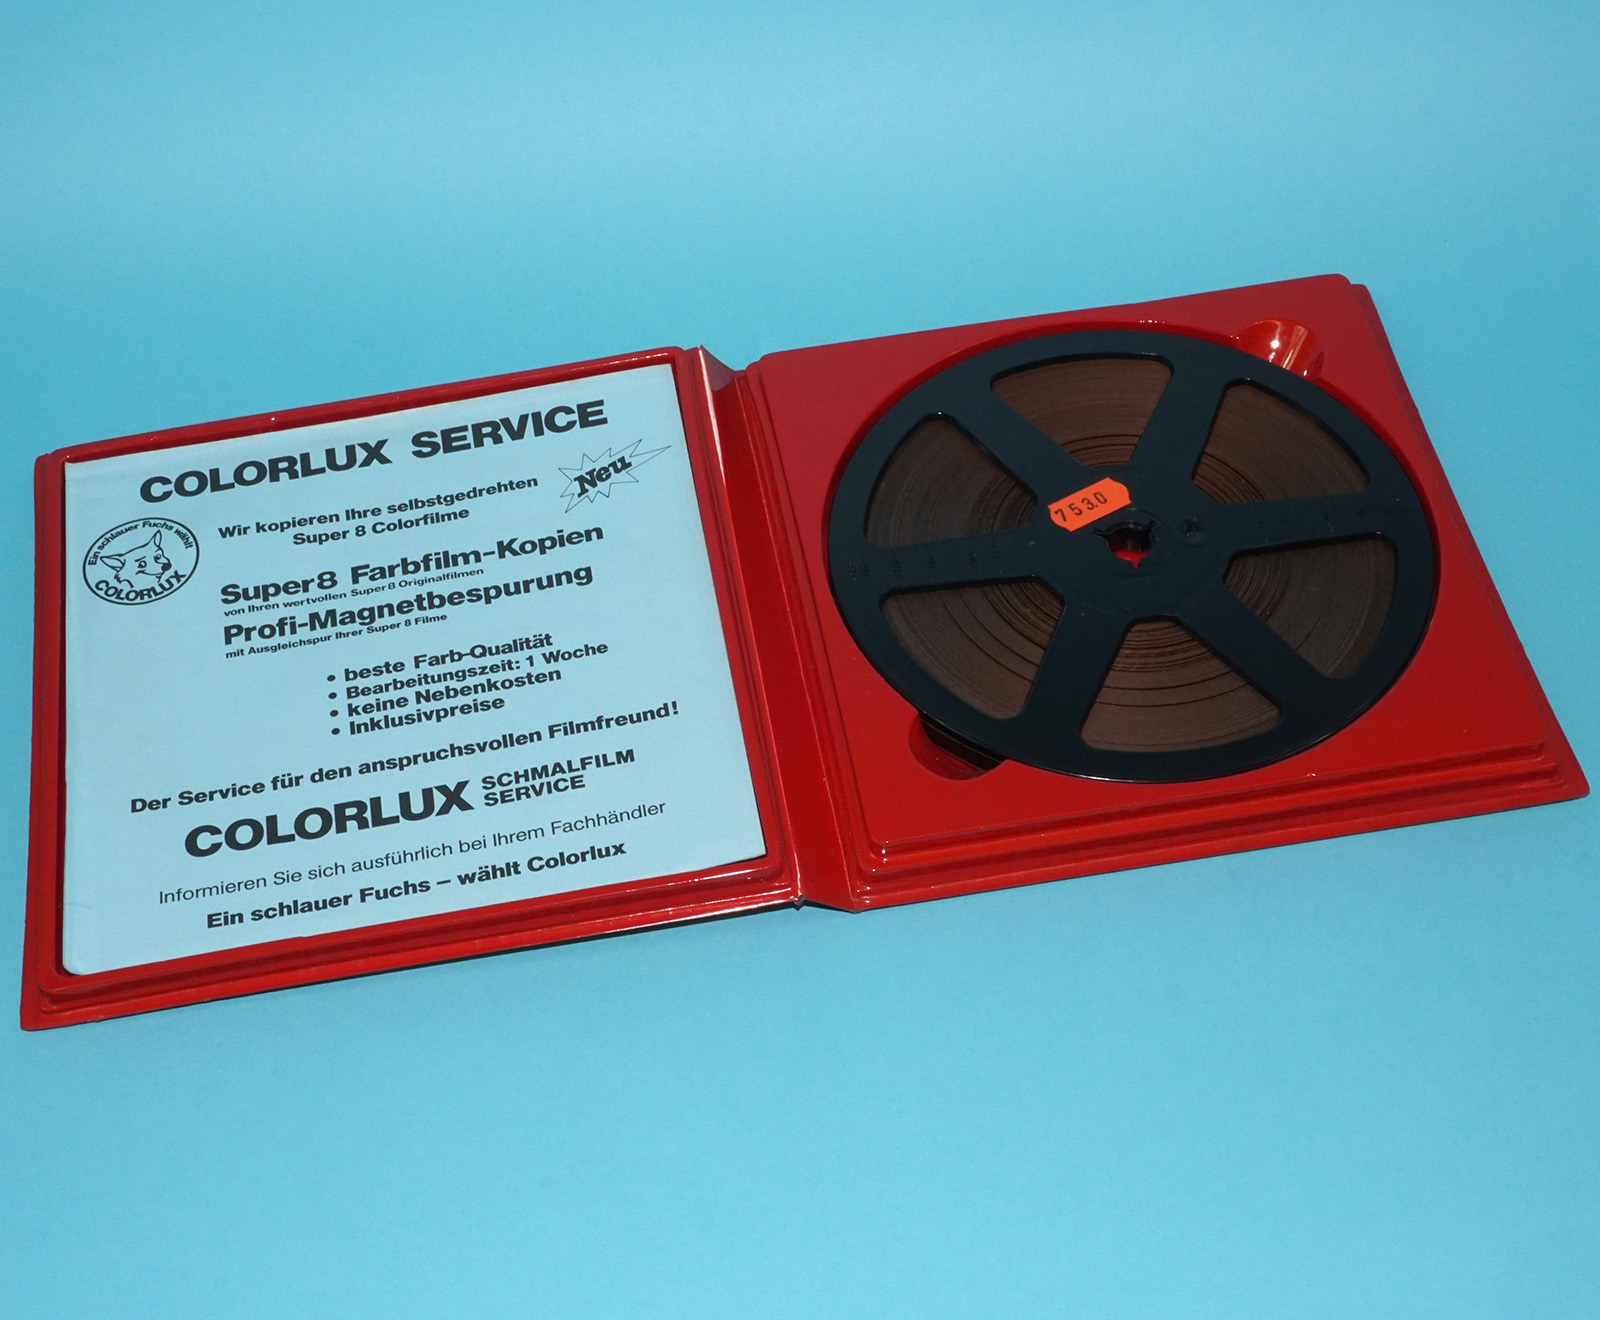 COLORLUX SERVICE
Neu
Wir kopieren Ihre selbstgedrehten
Super 8 Colorfilme
Ein schlauer Fuchs wählt
COLORLUX
Super8 Farbfilm-Kopien
von Ihren wertvollen Super8 Originalfilmen
Profi-Magnetbespurung
mit Ausgleichspur Ihrer Super 8 Filme
• beste Farb-Qualität
• Bearbeitungszeit: 1 Woche
• keine Nebenkosten
• Inklusivpreise
Der Service für den anspruchsvollen Filmfreund!
COLORLUX SCHMALFILM
SERVICE
Informieren Sie sich ausführlich bei Ihrem Fachhändler
Ein schlauer Fuchs – wählt Colorlux
753.0